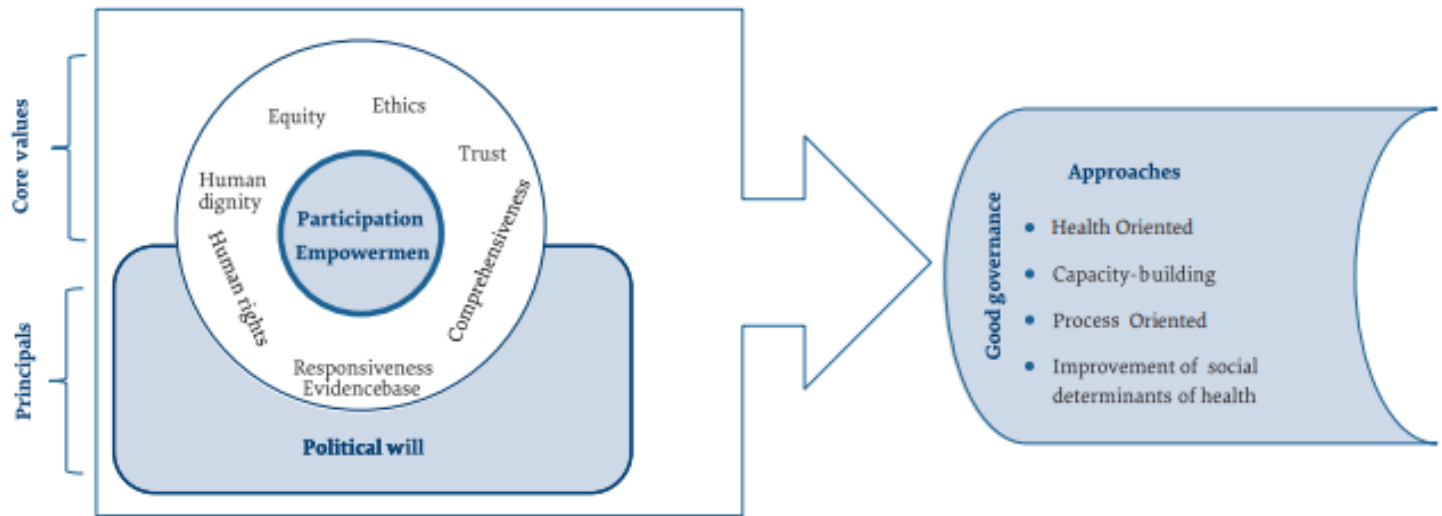 Core values
Principals
Equity
Ethics
Trust
Human
dignity
Human rights
Comprehensiveness
Participation
Empowermen
Responsiveness
Evidencebase
Political will
Good governance
Approaches
• Health Oriented
• Capacity-building
• Process Oriented
• Improvement of social
determinants of health